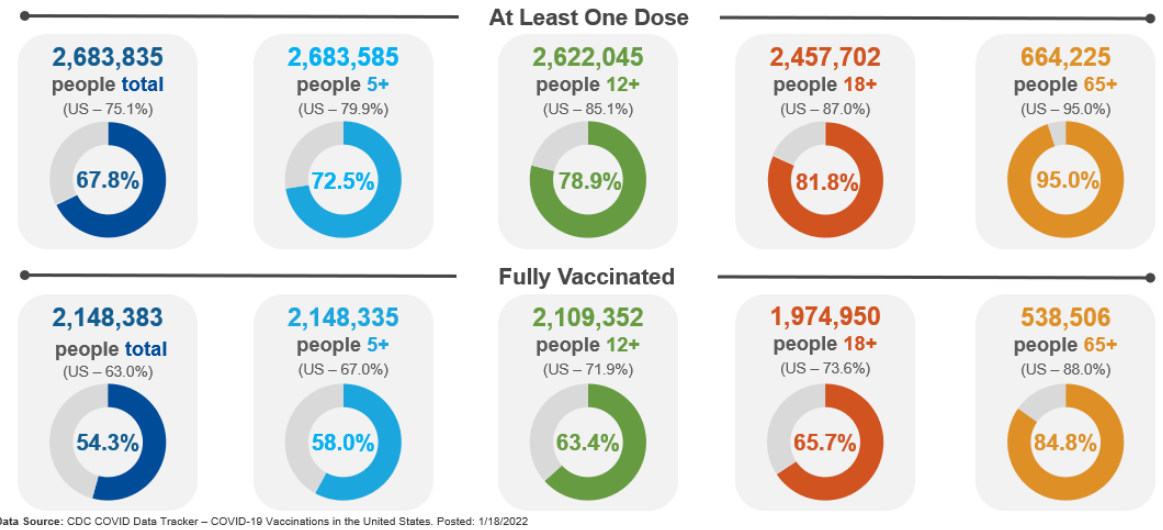 At Least One Dose
2,683,835
people total
(US – 75.1%)
67.8%
2,683,585
people 5+
(US – 79.9%)
72.5%
2,622,045
people 12+
(US – 85.1%)
78.9%
2,457,702
people 18+
(US – 87.0%)
81.8%
664,225
people 65+
(US – 95.0%)
95.0%
Fully Vaccinated
2,148,383
people total
(US – 63.0%)
54.3%
2,148,335
people 5+
(US – 67.0%)
58.0%
2,109,352
people 12+
(US – 71.9%)
63.4%
1,974,950
people 18+
(US – 73.6%)
65.7%
538,506
people 65+
(US – 88.0%)
84.8%
Data Source: CDC COVID Data Tracker – COVID-19 Vaccinations in the United States. Posted: 1/18/2022